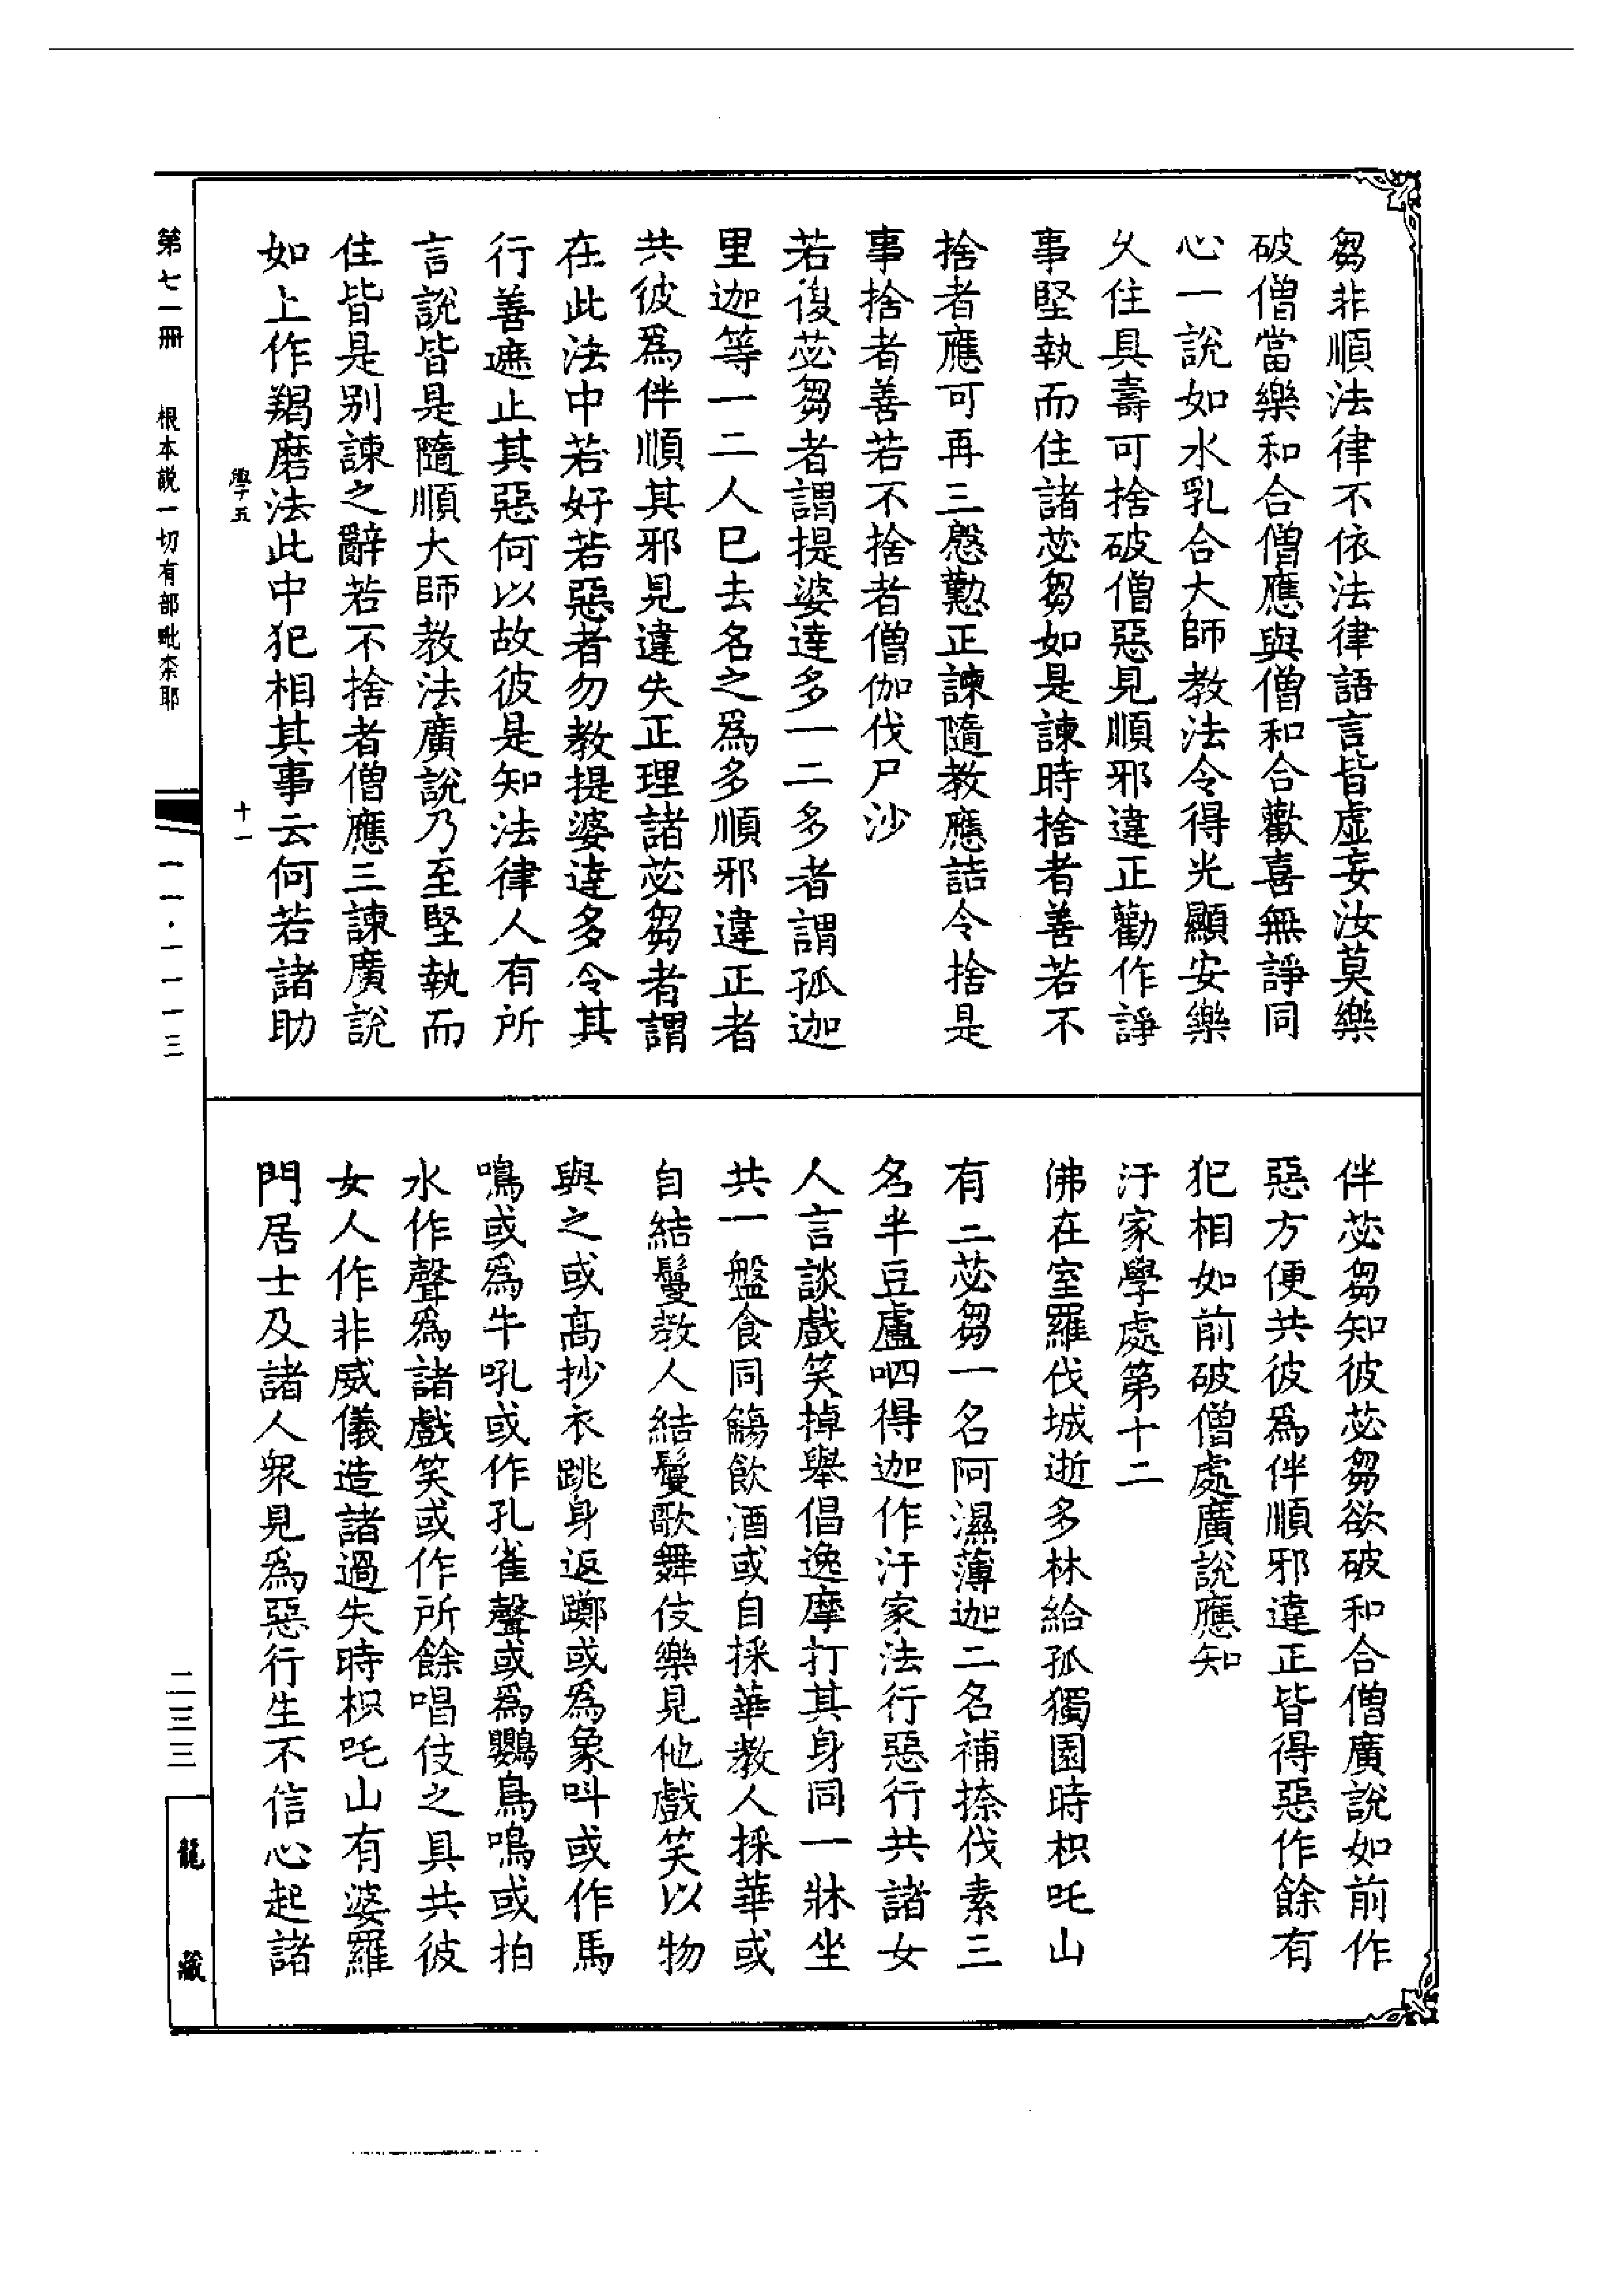 芻非順法律不依法律語言皆虛妄汝莫樂
破僧當樂和合僧應與僧和合歡喜無諍同
心一說如水乳合大師教法令得光顯安樂
乆住具壽可捨破僧惡見順邪違正勸作諍
事堅執而住諸苾芻如是諫時捨者善若不
捨者應可再三慇懃正諫隨教應詰令捨是
事捨者善若不捨者僧伽伐尸沙
若復苾芻者謂提婆達多一二多者謂孤迦
里迦等一二人巳去名之爲多順邪違正者
共彼爲伴順其邪見違失正理諸苾芻者謂
在此法中若好若惡者勿教提婆達多令其
行善遮止其惡何以故彼是知法律人有所
言說皆是隨順大師教法廣說乃至堅執而
住皆是別諫之辭若不捨者僧應三諫廣說
如上作羯磨法此中犯相其事云何若諸助
學五 十一
伴苾芻知彼苾芻欲破和合僧廣說如前作
惡方便共彼爲伴順邪違正皆得惡作餘有
犯相如前破僧處廣說應知
汙家學處第十二
佛在室羅伐城逝多林給孤獨園時枳吒山
有二苾芻一名阿濕薄迦二名補捺伐素三
名半豆盧呬得迦作汙家法行惡行共諸女
人言談戲笑掉舉倡逸摩打其身同一牀坐
共一盤食同觴飲酒或自採華教人採華或
自結鬘教人結鬘歌舞伎樂見他戲笑以物
與之或高抄衣跳身返躑或爲象叫或作馬
鳴或爲牛吼或作孔雀聲或爲鸚鳥鳴或拍
水作聲爲諸戲笑或作所餘唱伎之具共彼
女人作非威儀造諸過失時枳吒山有婆羅
門居士及諸人衆見爲惡行生不信心起諸
第七一冊 根本説一切有部毗柰耶 一一·一一一三
二三三
龍藏